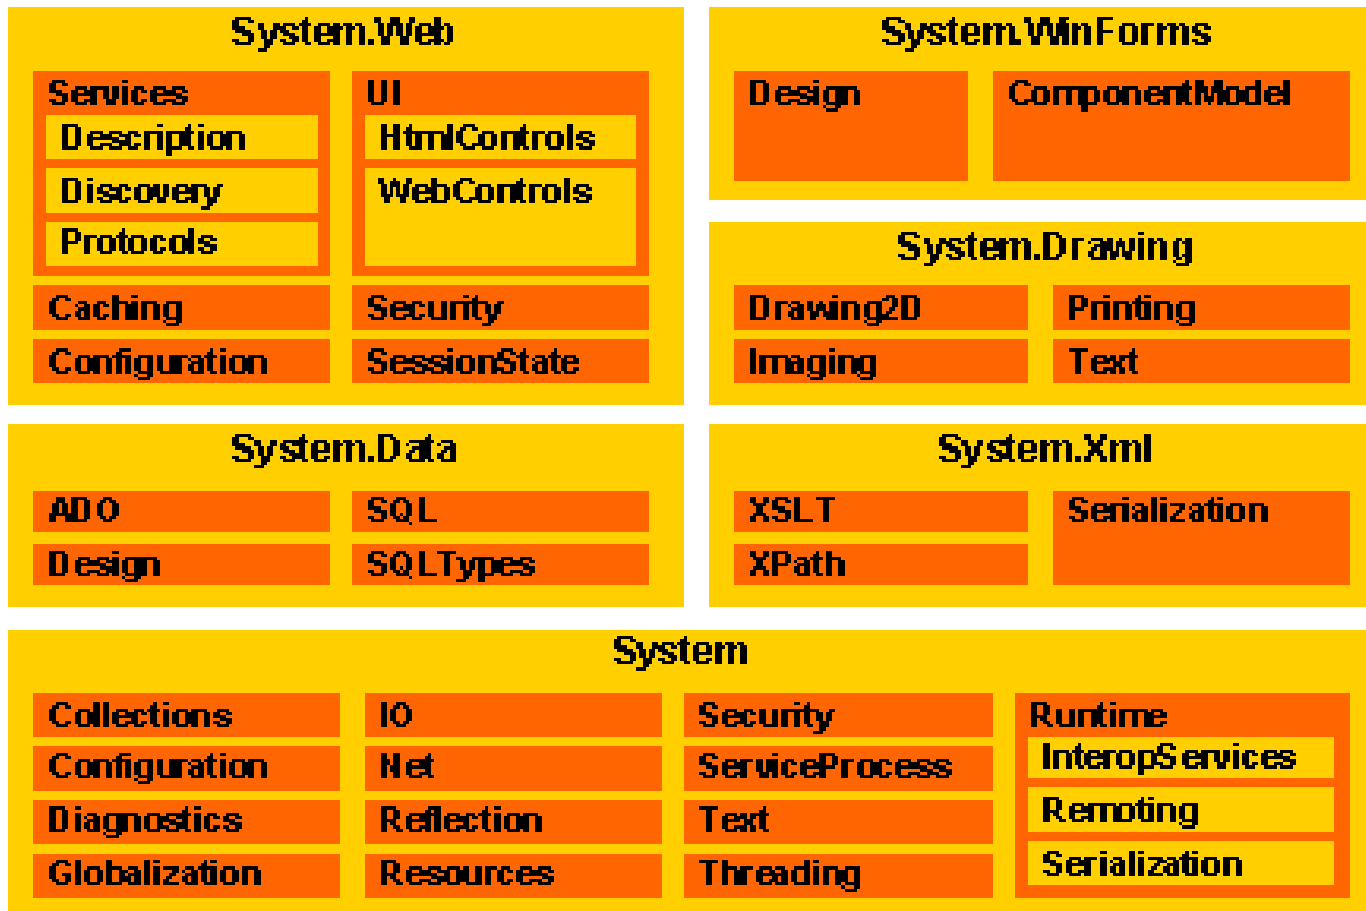 System.Web
Services
Description
Discovery
Protocols
UI
HtmlControls
WebControls
Caching
Security
Configuration
SessionState
System.WinForms
Design
ComponentModel
System.Drawing
Drawing2D
Printing
Imaging
Text
System.Data
ADO
SQL
Design
SQLTypes
System.Xml
XSLT
Serialization
XPath
System
Collections
Configuration
Diagnostics
Globalization
IO
Net
Reflection
Resources
Security
ServiceProcess
Text
Threading
Runtime
InteropServices
Remoting
Serialization